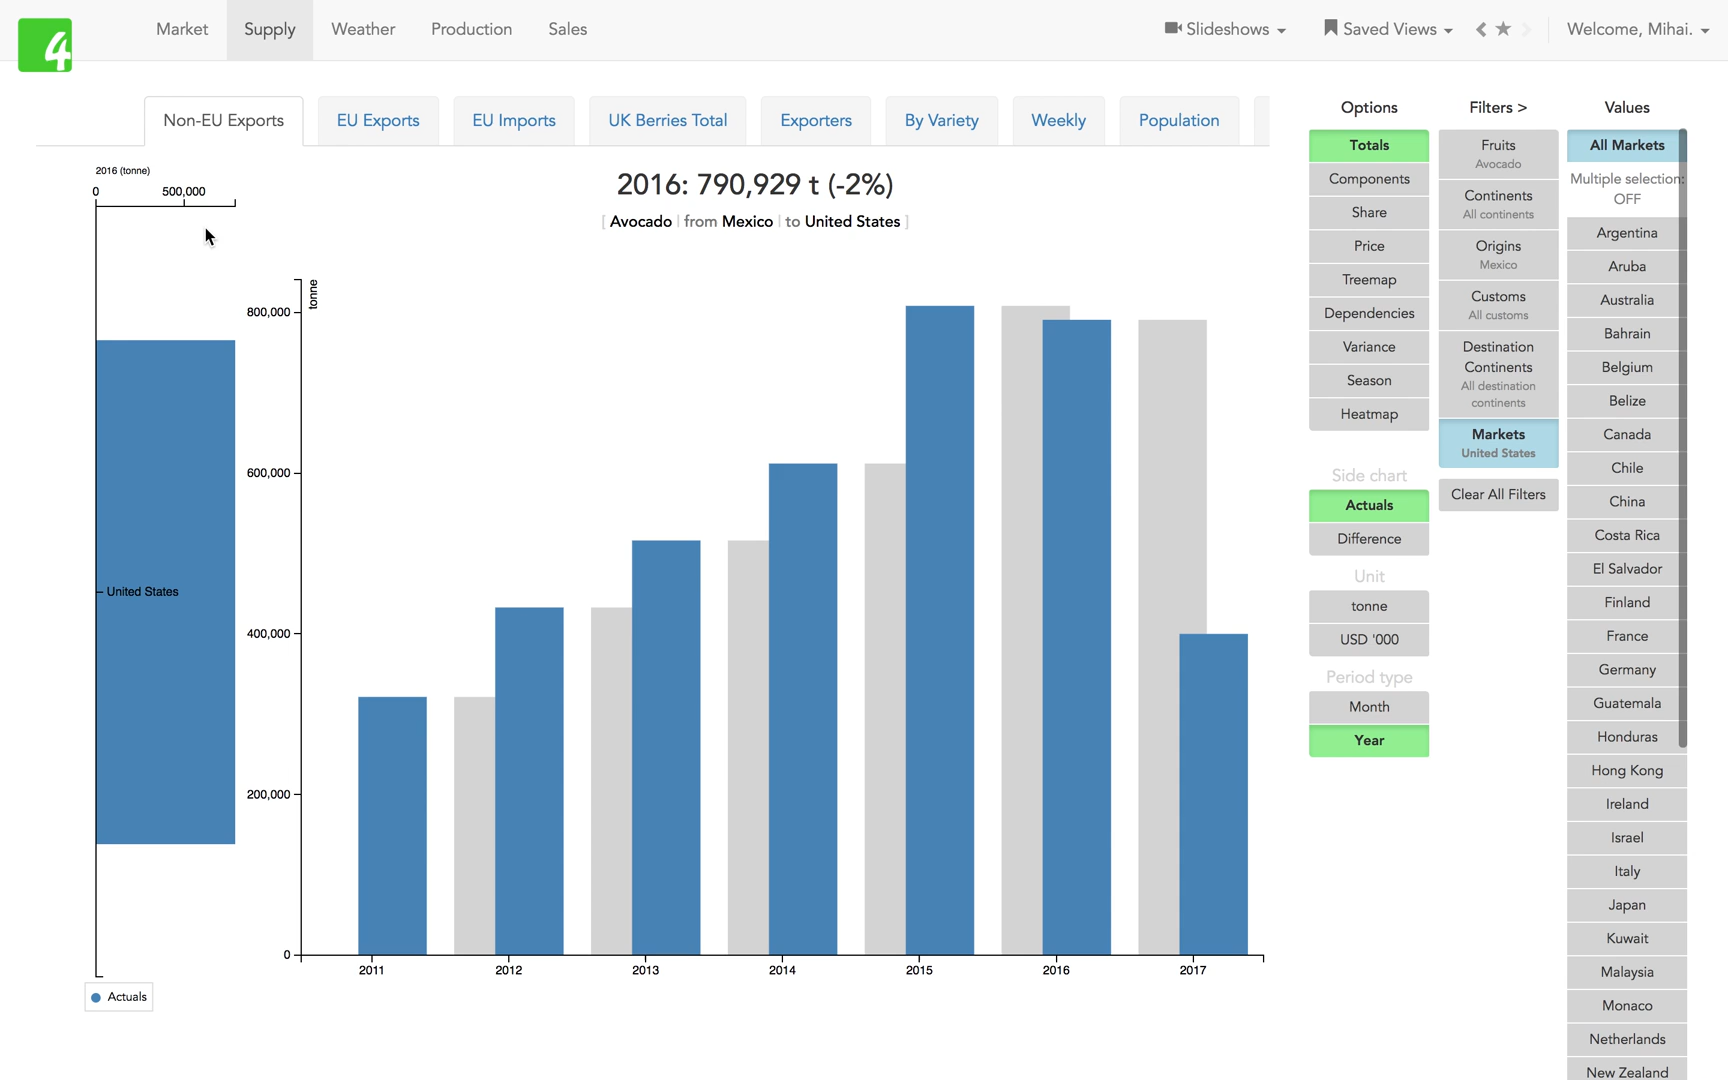 4
Market
Supply
Weather
Production
Sales
Slideshows
Saved Views
Welcome, Mihai.
Non-EU Exports
EU Exports
EU Imports
UK Berries Total
Exporters
By Variety
Weekly
Population
2016 (tonne)
0
500,000
United States
Actuals
2016: 790,929 t (-2%)
[ Avocado | from Mexico | to United States ]
tonne
800,000
600,000
400,000
200,000
0
2011
2012
2013
2014
2015
2016
2017
Options
Totals
Components
Share
Price
Treemap
Dependencies
Variance
Season
Heatmap
Side chart
Actuals
Difference
Unit
tonne
USD '000
Period type
Month
Year
Filters >
Fruits
Avocado
Continents
All continents
Origins
Mexico
Customs
All customs
Destination
Continents
All destination
continents
Markets
United States
Clear All Filters
Values
All Markets
Multiple selection:
OFF
Argentina
Aruba
Australia
Bahrain
Belgium
Belize
Canada
Chile
China
Costa Rica
El Salvador
Finland
France
Germany
Guatemala
Honduras
Hong Kong
Ireland
Israel
Italy
Japan
Kuwait
Malaysia
Monaco
Netherlands
New Zealand